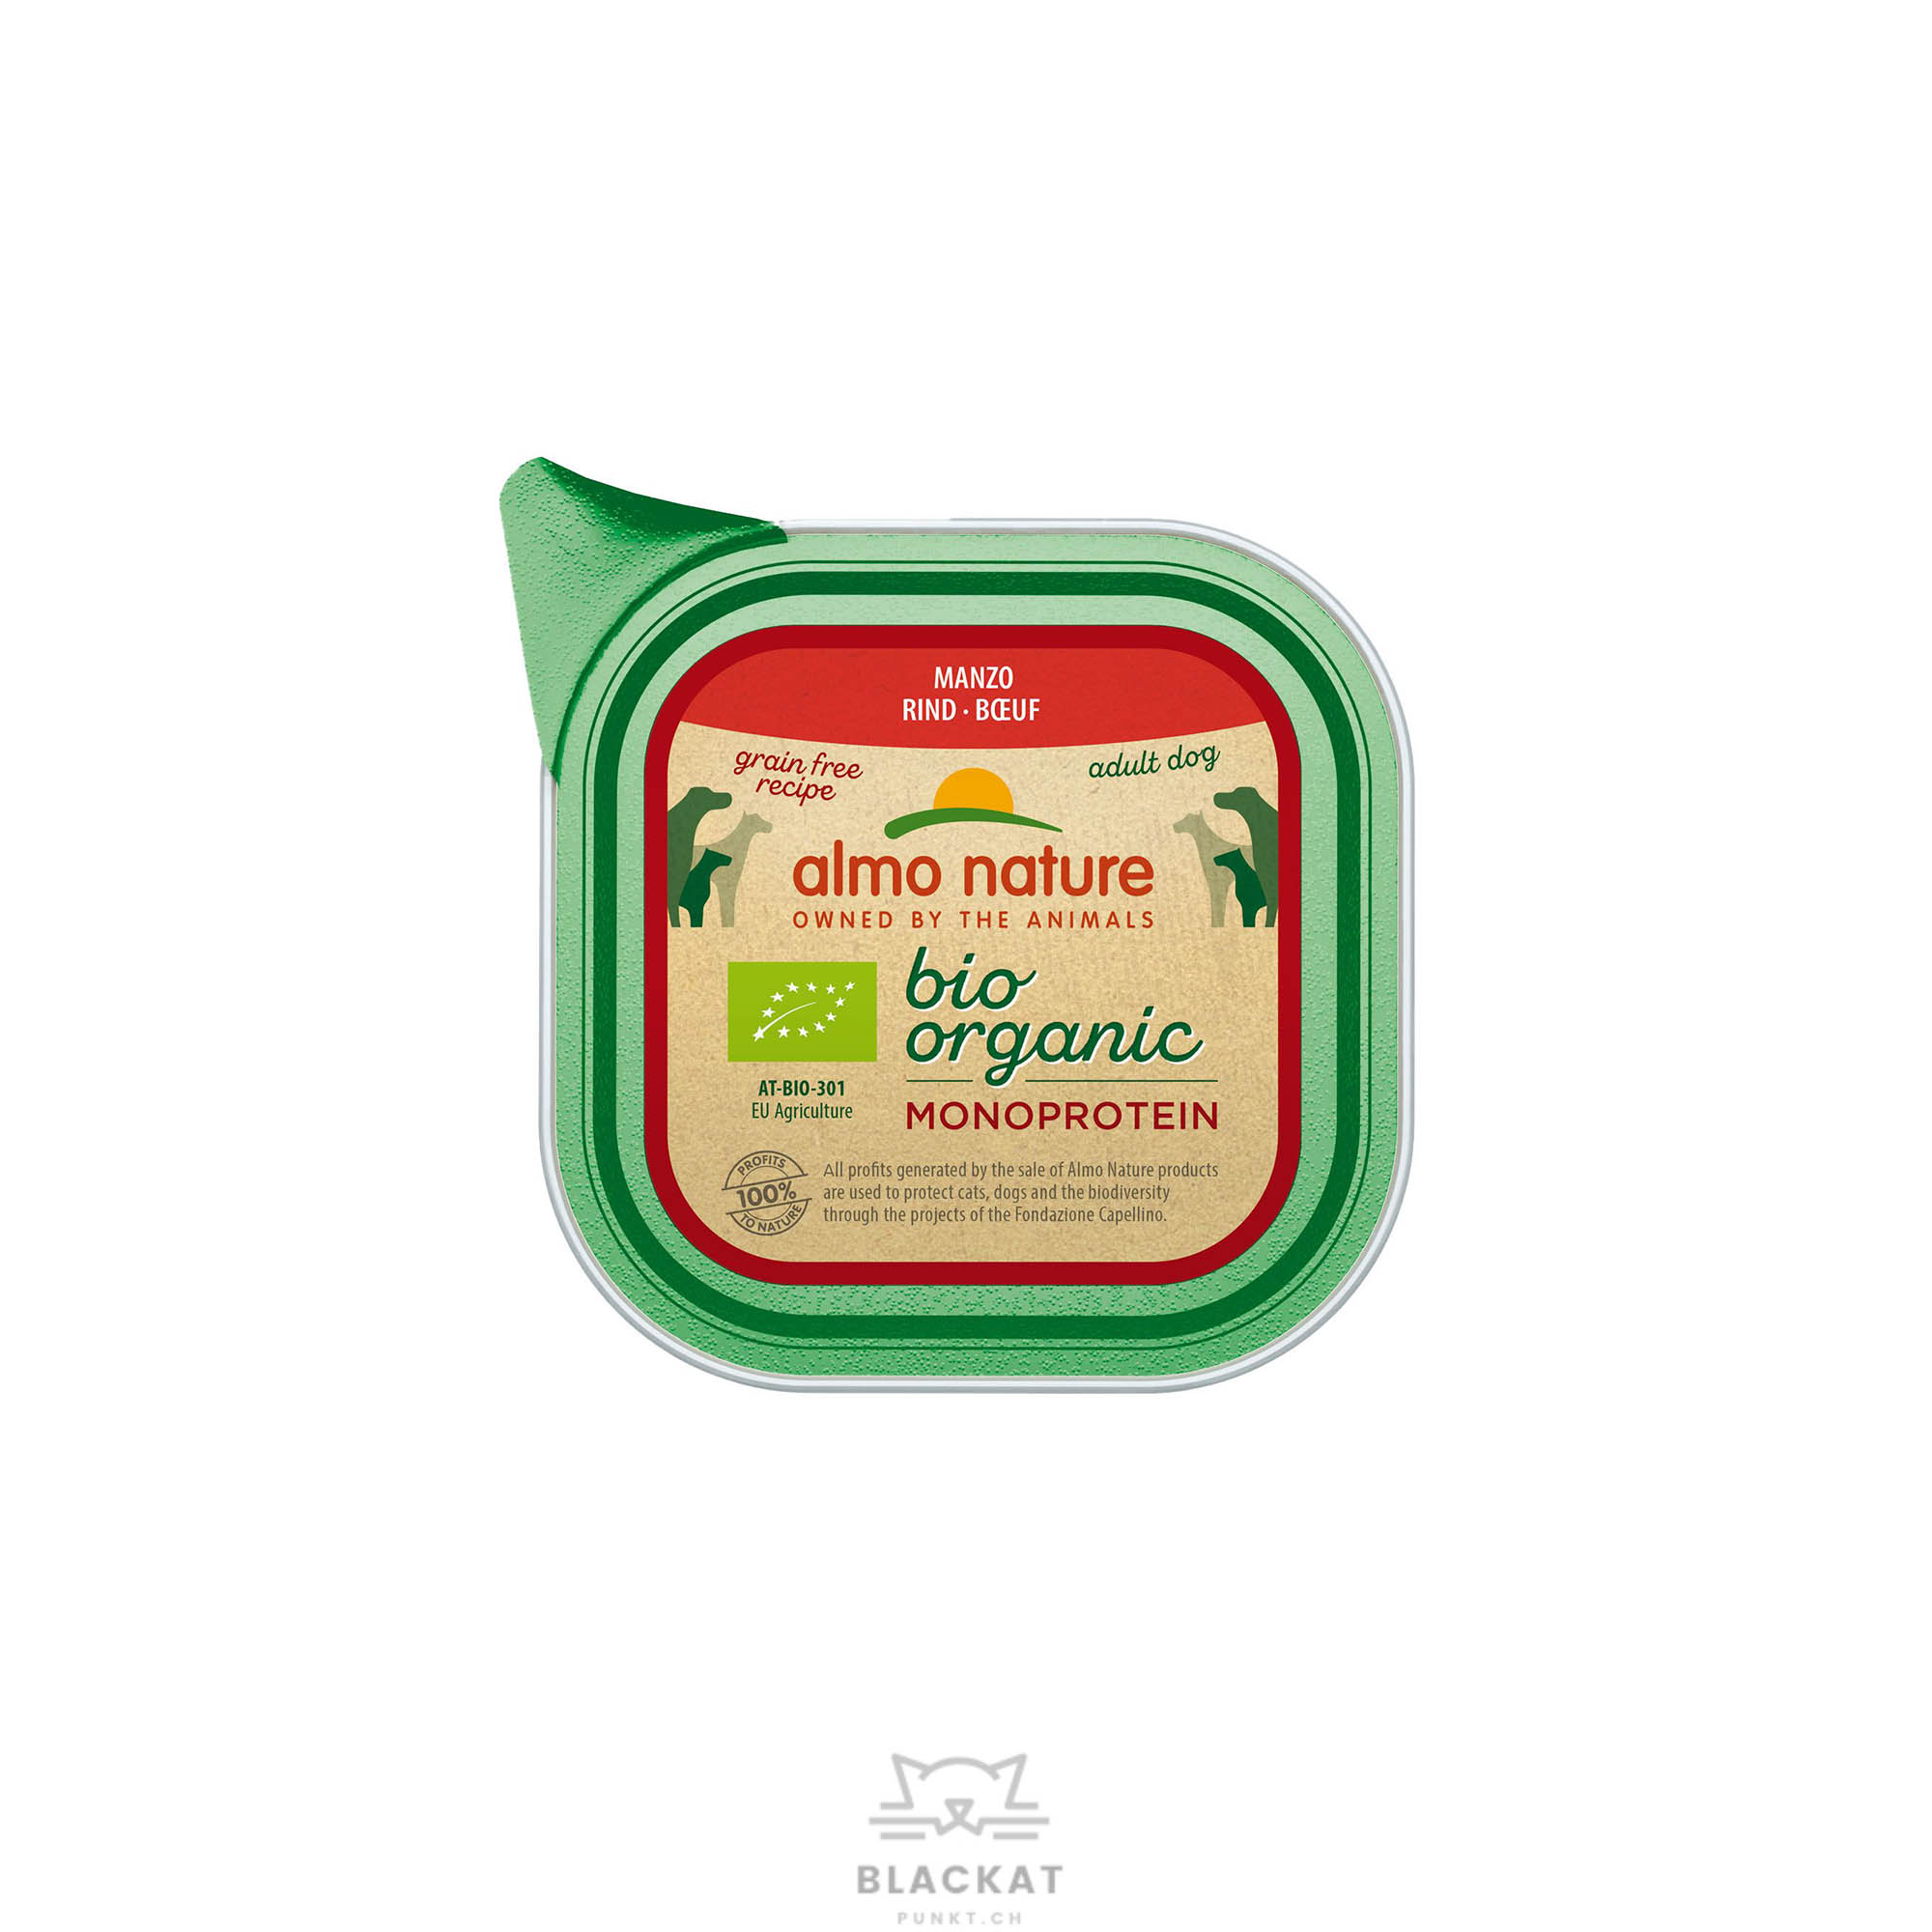 MANZO
RIND · BŒUF
grain free
recipe
adult dog
almo nature
OWNED BY THE ANIMALS
bio
organic
MONOPROTEIN
AT-BIO-301
EU Agriculture
PROFITS
100%
TO NATURE
All profits generated by the sale of Almo Nature products
are used to protect cats, dogs and the biodiversity
through the projects of the Fondazione Capellino.
BLACKAT
PUNKT.CH